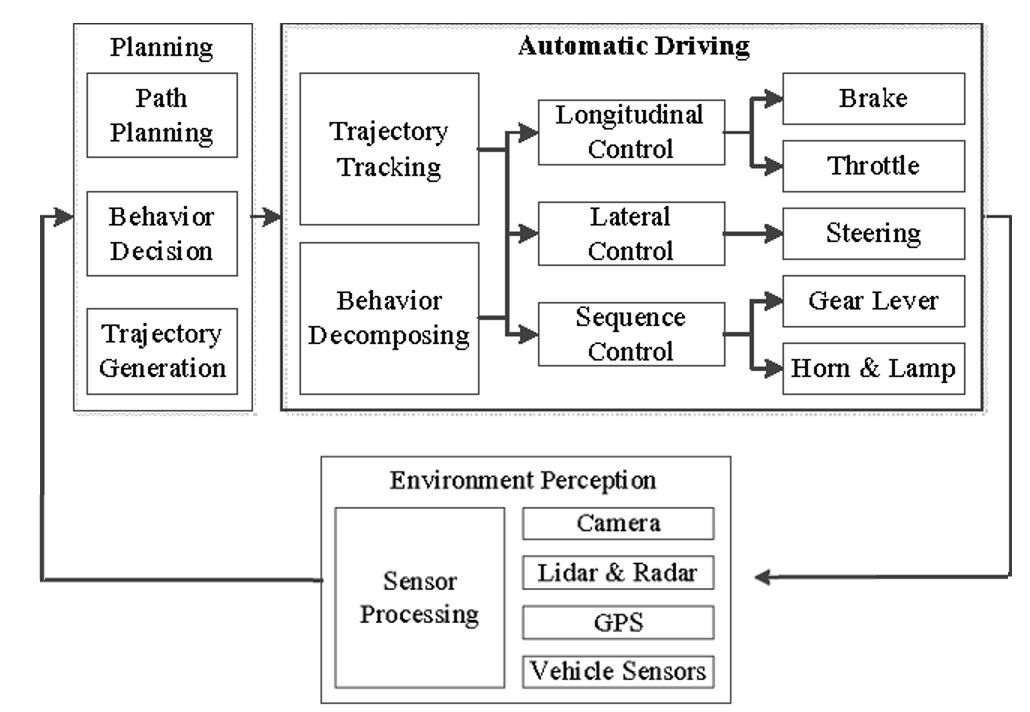 Planning
Path
Planning
Behavior
Decision
Trajectory
Generation
Automatic Driving
Trajectory
Tracking
Behavior
Decomposing
Longitudinal
Control
Lateral
Control
Sequence
Control
Brake
Throttle
Steering
Gear Lever
Horn & Lamp
Environment Perception
Sensor
Processing
Camera
Lidar & Radar
GPS
Vehicle Sensors